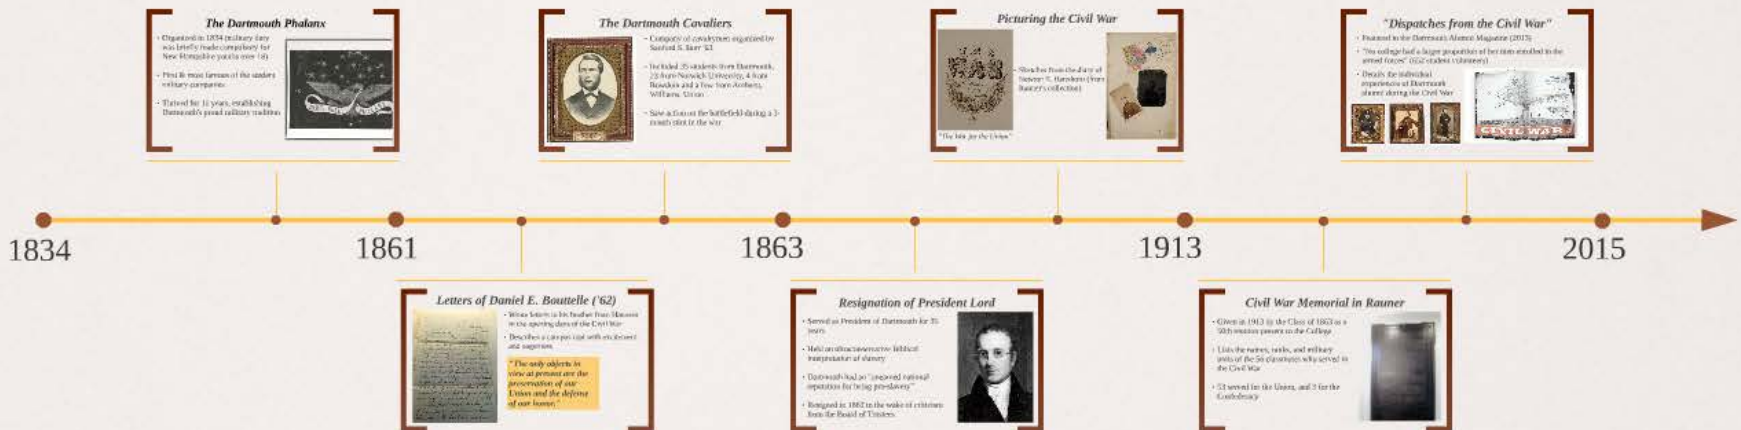 The Dartmouth Phalanx
- Organized in 1834 (military duty
was briefly made compulsory for
New Hampshire youths over 18)
- First & most famous of the student
military companies
- Thrived for 11 years, establishing
Dartmouth's proud military tradition
The Dartmouth Cavaliers
- Company of cavalrymen organized by
Sanford S. Burr '63
- Included 35 students from Dartmouth,
23 from Norwich University, 4 from
Bowdoin and a few from Amherst,
Williams, Union
- Saw action on the battlefield during a 3-
month stint in the war
Picturing the Civil War
- Sketches from the diary of
Newton T. (from
Rauner's collection)
"The War for the Union"
"Dispatches from the Civil War"
- Featured in the Dartmouth Alumni Magazine (2015)
- "No college had a larger proportion of her men enrolled in the
armed forces" (652 student volunteers)
- Details the individual
experiences of Dartmouth
alumni during the Civil War
CIVIL WAR
1834
1861
1863
1913
2015
Letters of Daniel E. Bouttelle ('62)
- Wrote letters to his brother from Hanover
in the opening days of the Civil War
- Describes a campus riot with excitement
and eagerness
"The only objects in
view at present are the
preservation of our
Union and the defense
of our honor."
Resignation of President Lord
- Served as President of Dartmouth for 35
years
- Held an ultraconservative Biblical
interpretation of slavery
- Dartmouth had an "unearned national
reputation for being pro-slavery"
- Resigned in 1863 in the wake of criticism
from the Board of Trustees
Civil War Memorial in Rauner
- Given in 1913 by the Class of 1863 as a
50th reunion present to the College
- Lists the names, ranks, and military
units of the 56 classmates who served in
the Civil War
- 53 served for the Union, and 3 for the
Confederacy